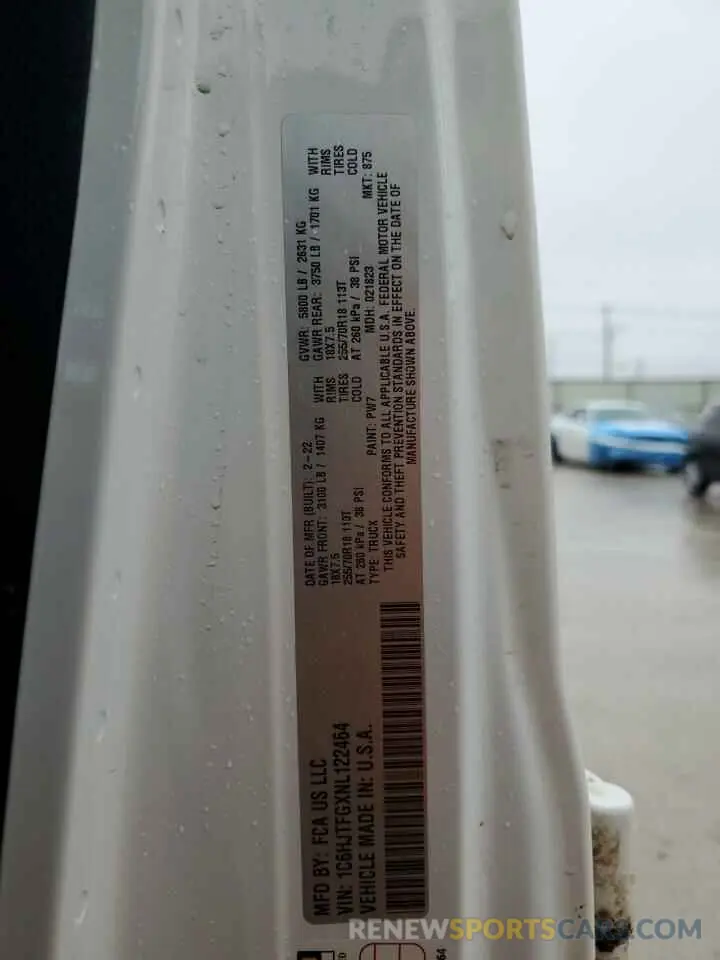 MFD BY: FCA US LLC
VIN: 1C6HJTFGXNL122464
VEHICLE MADE IN: U.S.A.
DATE OF MFR (BUILT): 2-22 GVWR: 5800 LB / 2631 KG
GAWR FRONT: 3100 LB / 1407 KG WITH GAWR REAR: 3750 LB / 1701 KG WITH
18X7.5 RIMS 18X7.5 RIMS
255/70R18 113T TIRES 255/70R18 113T TIRES
AT 260 kPa / 38 PSI COLD AT 260 kPa / 38 PSI COLD
TYPE: TRUCK PAINT: PW7 MDH: 021823 MKT: 875
THIS VEHICLE CONFORMS TO ALL APPLICABLE U.S.A. FEDERAL MOTOR VEHICLE
SAFETY AND THEFT PREVENTION STANDARDS IN EFFECT ON THE DATE OF
MANUFACTURE SHOWN ABOVE.
64
RENEWSPORTSCAR.COM